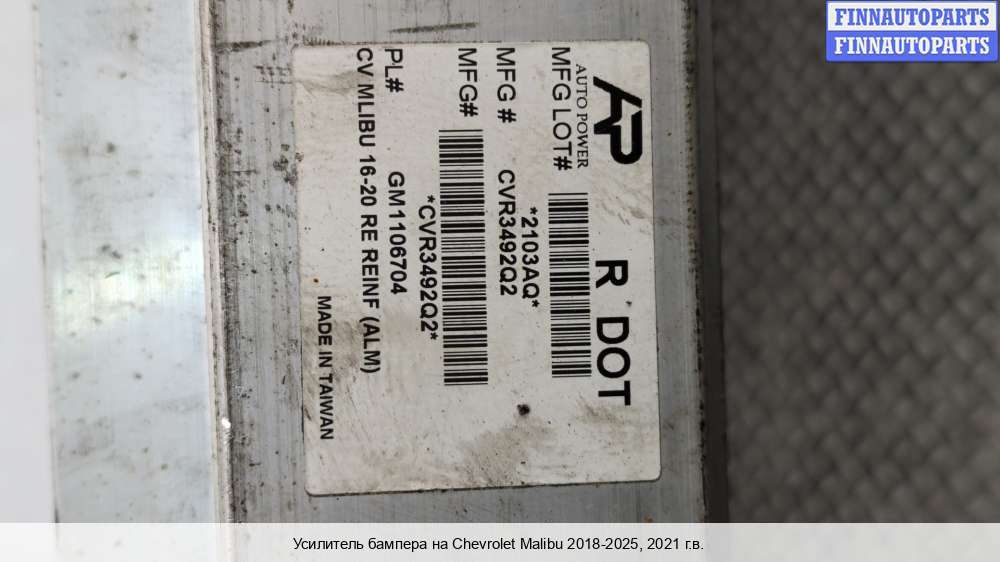 FINNAUTOPARTS
FINNAUTOPARTS
AP R DOT
AUTO POWER
MFG LOT#
*2103AQ*
MFG # CVR3492Q2
MFG#
*CVR3492Q2*
PL# GM1106704
CV MLIBU 16-20 RE REINF (ALM)
MADE IN TAIWAN
Усилитель бампера на Chevrolet Malibu 2018-2025, 2021 г.в.